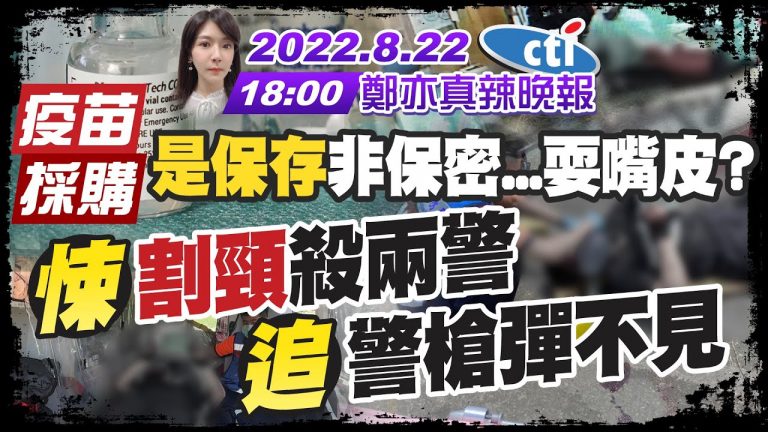 2022.8.22 cti
18:00 鄭亦真辣晚報
疫苗
採購
是保存非保密...耍嘴皮?
悚 割頸殺兩警
追 警槍彈不見